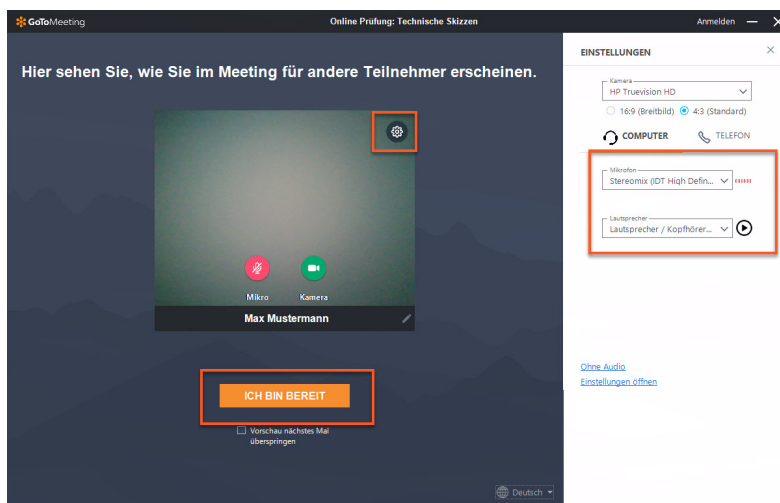 GoToMeeting
Online Prüfung: Technische Skizzen
Anmelden
Hier sehen Sie, wie Sie im Meeting für andere Teilnehmer erscheinen.
Mikro
Kamera
Max Mustermann
ICH BIN BEREIT
Vorschau nächstes Mal
überspringen
Deutsch
EINSTELLUNGEN
Kamera
HP Truevision HD
16:9 (Breitbild)
4:3 (Standard)
COMPUTER
TELEFON
Mikrofon
Stereomix (IDT High Defin...
Lautsprecher
Lautsprecher / Kopfhörer...
Ohne Audio
Einstellungen öffnen